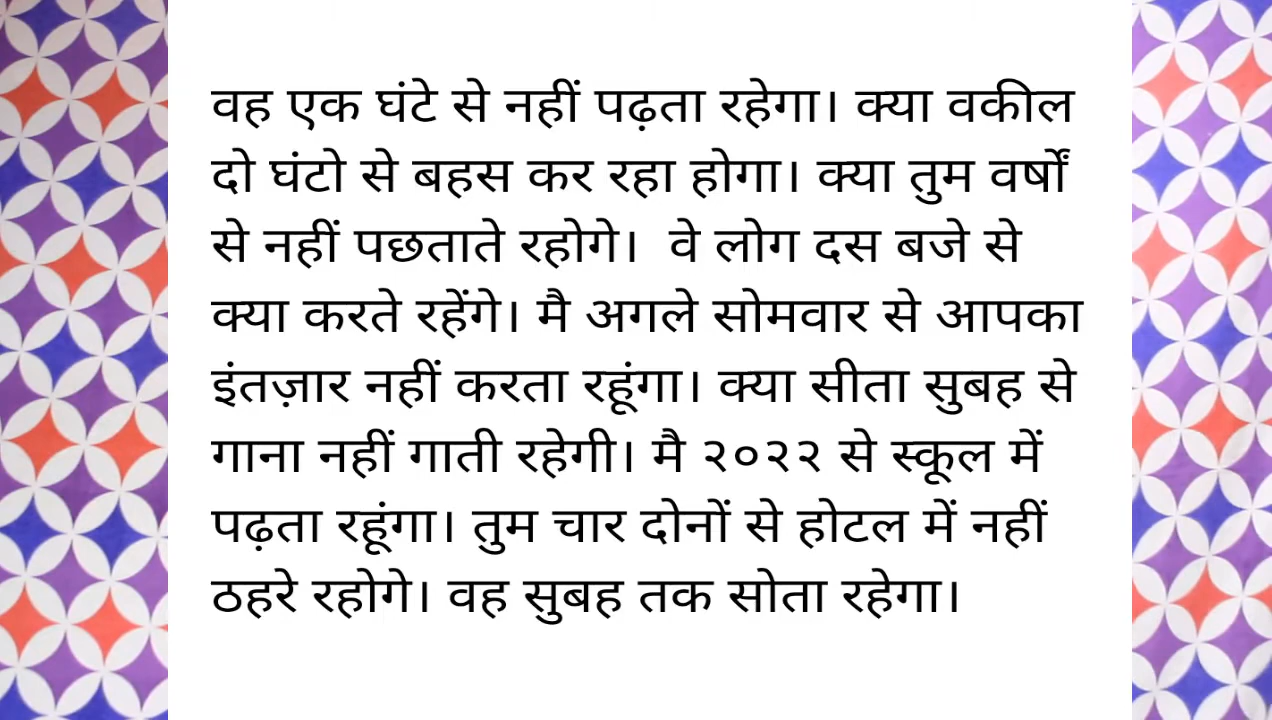 वह एक घंटे से नहीं पढ़ता रहेगा। क्या वकील
दो घंटो से बहस कर रहा होगा। क्या तुम वर्षों
से नहीं पछताते रहोगे।  वे लोग दस बजे से
क्या करते रहेंगे। मै अगले सोमवार से आपका
इंतज़ार नहीं करता रहूंगा। क्या सीता सुबह से
गाना नहीं गाती रहेगी। मै २०२२ से स्कूल में
पढ़ता रहूंगा। तुम चार दोनों से होटल में नहीं
ठहरे रहोगे। वह सुबह तक सोता रहेगा।